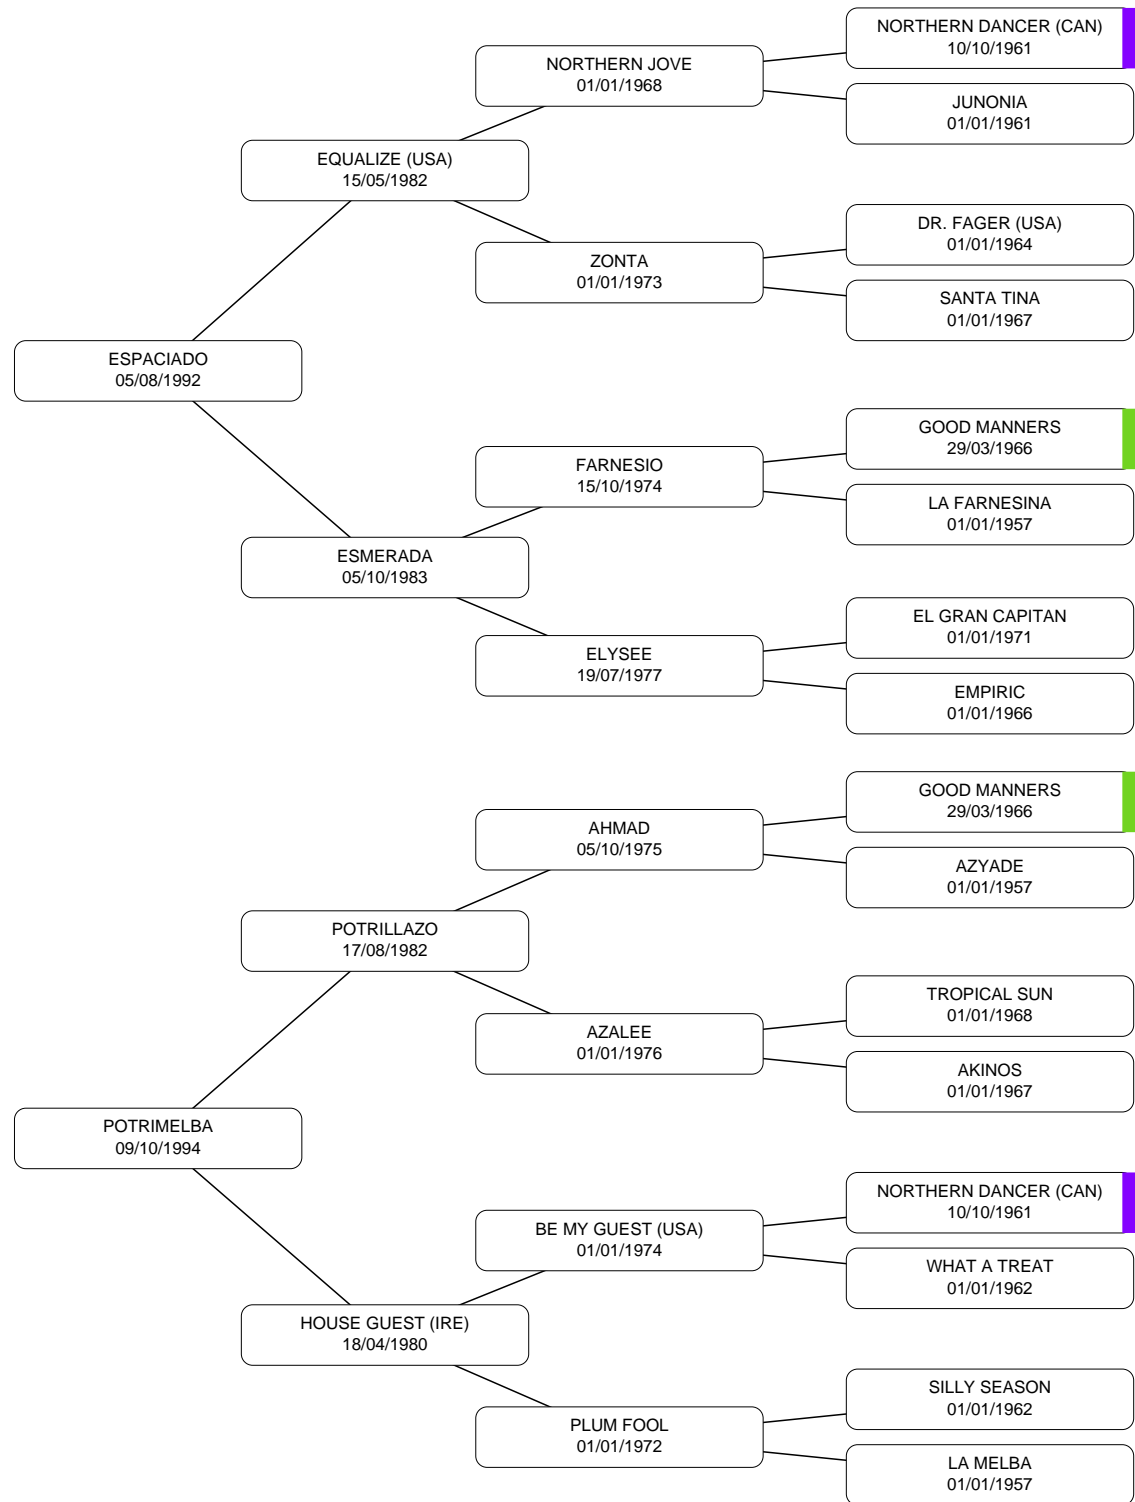 NORTHERN DANCER (CAN)
10/10/1961
NORTHERN JOVE
01/01/1968
JUNONIA
01/01/1961
EQUALIZE (USA)
15/05/1982
DR. FAGER (USA)
01/01/1964
ZONTA
01/01/1973
SANTA TINA
01/01/1967
ESPACIADO
05/08/1992
GOOD MANNERS
29/03/1966
FARNESIO
15/10/1974
LA FARNESINA
01/01/1957
ESMERADA
05/10/1983
EL GRAN CAPITAN
01/01/1971
ELYSEE
19/07/1977
EMPIRIC
01/01/1966
GOOD MANNERS
29/03/1966
AHMAD
05/10/1975
AZYADE
01/01/1957
POTRILLAZO
17/08/1982
TROPICAL SUN
01/01/1968
AZALEE
01/01/1976
AKINOS
01/01/1967
POTRIMELBA
09/10/1994
NORTHERN DANCER (CAN)
10/10/1961
BE MY GUEST (USA)
01/01/1974
WHAT A TREAT
01/01/1962
HOUSE GUEST (IRE)
18/04/1980
SILLY SEASON
01/01/1962
PLUM FOOL
01/01/1972
LA MELBA
01/01/1957